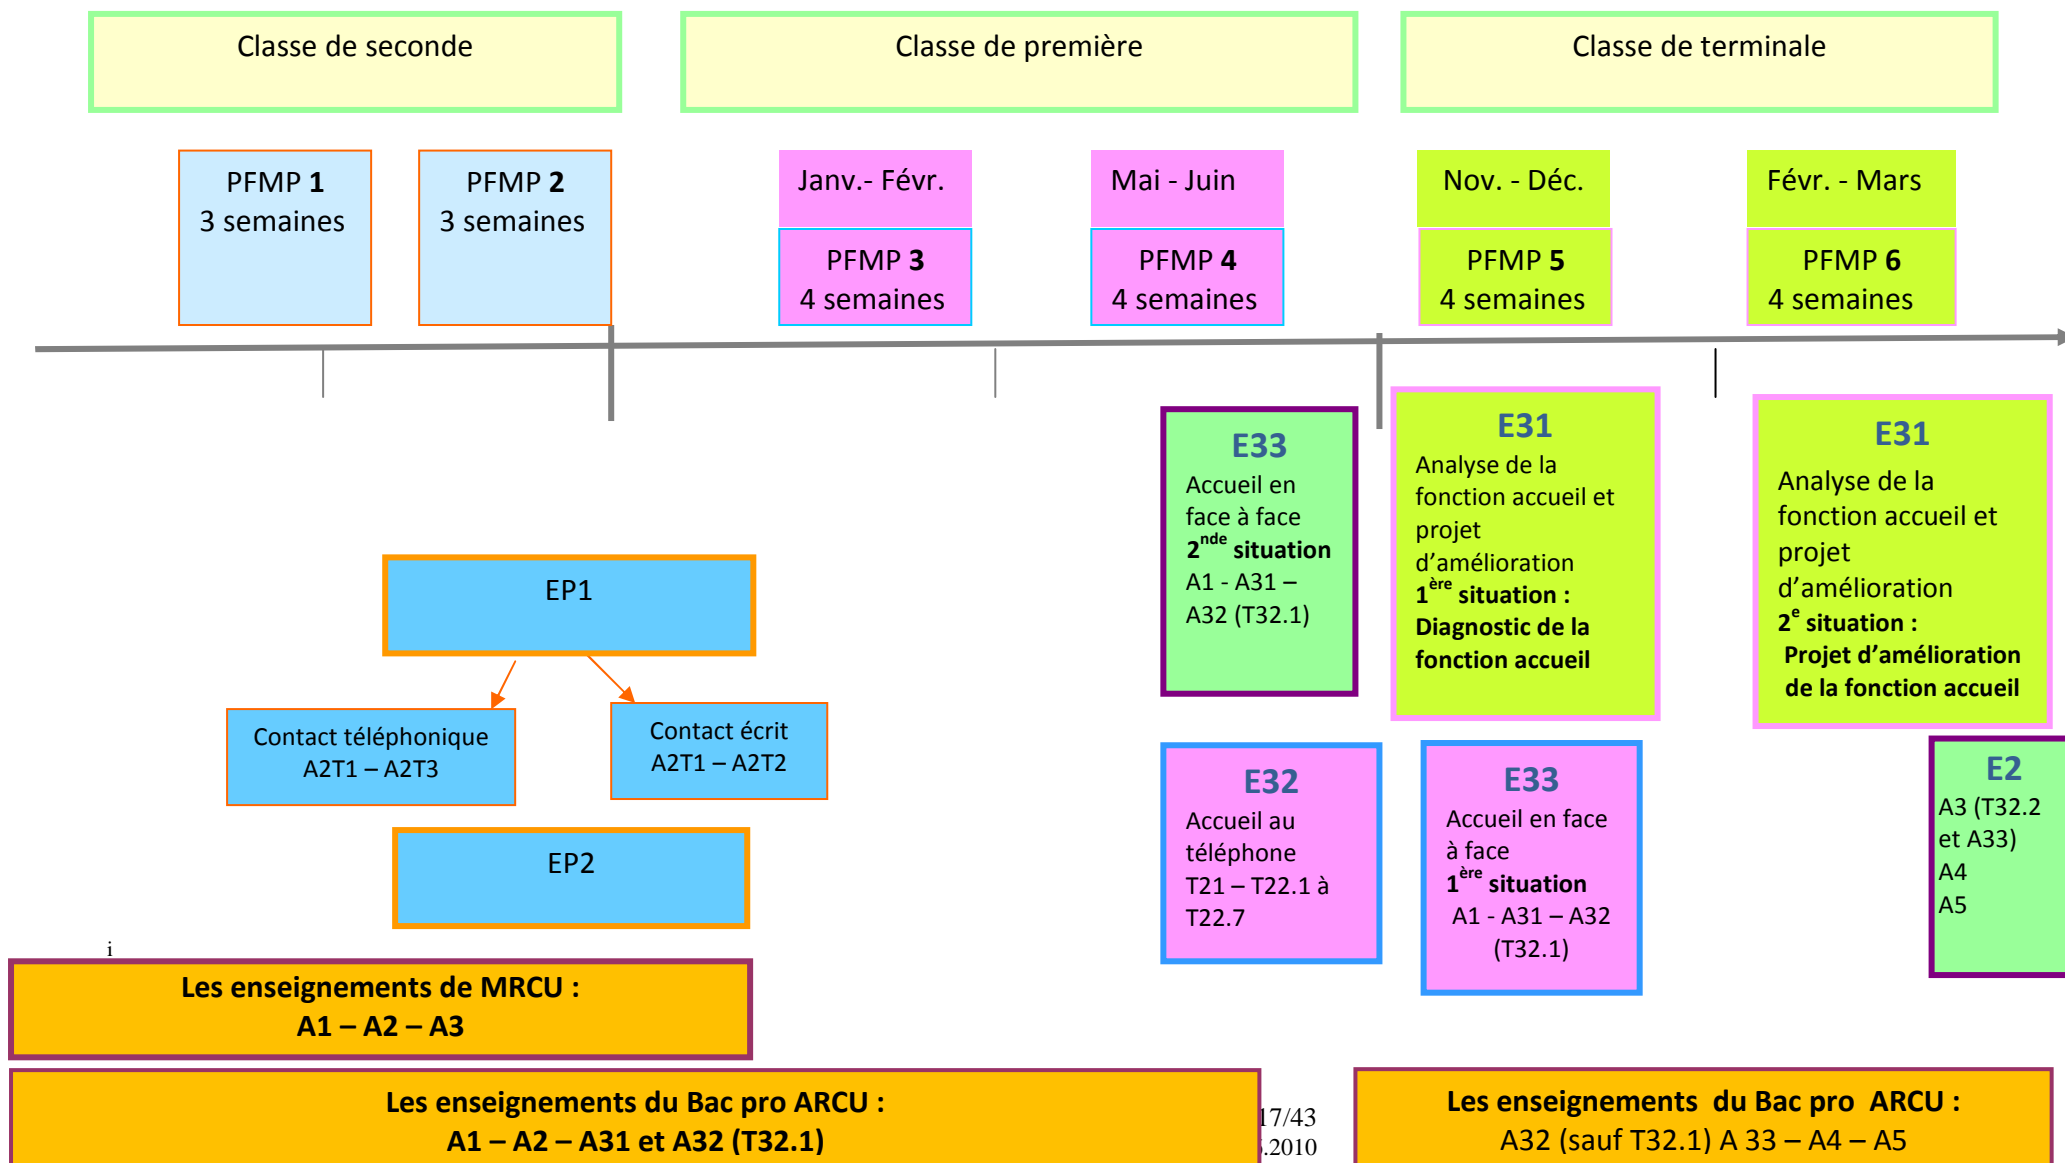 Classe de seconde
Classe de première
Classe de terminale
PFMP 1
3 semaines
PFMP 2
3 semaines
Janv.- Févr.
PFMP 3
4 semaines
Mai - Juin
PFMP 4
4 semaines
Nov. - Déc.
PFMP 5
4 semaines
Févr. - Mars
PFMP 6
4 semaines
E33
Accueil en
face à face
2nde situation
A1 - A31 –
A32 (T32.1)
E31
Analyse de la
fonction accueil et
projet
d’amélioration
1ère situation :
Diagnostic de la
fonction accueil
E31
Analyse de la
fonction accueil et
projet
d’amélioration
2e situation :
Projet d’amélioration
de la fonction accueil
EP1
Contact téléphonique
A2T1 – A2T3
Contact écrit
A2T1 – A2T2
EP2
E32
Accueil au
téléphone
T21 – T22.1 à
T22.7
E33
Accueil en face
à face
1ère situation
A1 - A31 – A32
(T32.1)
E2
A3 (T32.2
et A33)
A4
A5
i
Les enseignements de MRCU :
A1 – A2 – A3
Les enseignements du Bac pro ARCU :
A1 – A2 – A31 et A32 (T32.1)
17/43
.2010
Les enseignements du Bac pro ARCU :
A32 (sauf T32.1) A 33 – A4 – A5